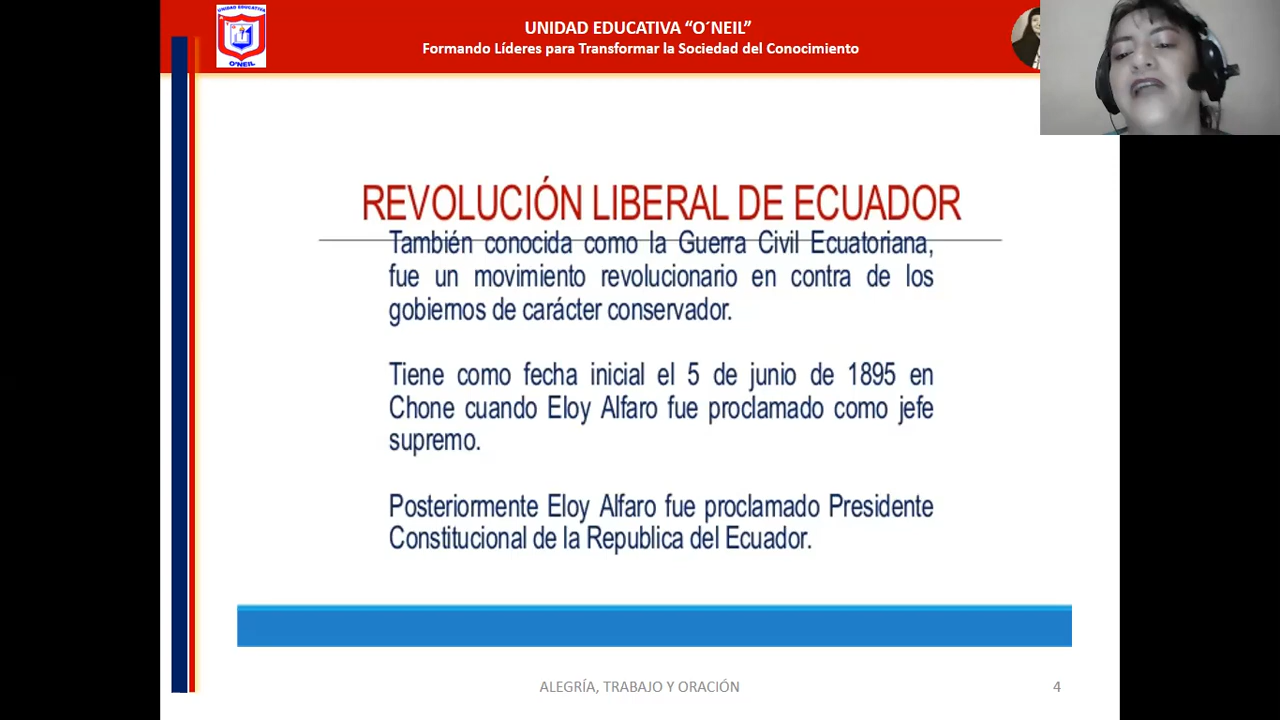 UNIDAD EDUCATIVA
O'NEIL
UNIDAD EDUCATIVA “O´NEIL”
Formando Líderes para Transformar la Sociedad del Conocimiento
REVOLUCIÓN LIBERAL DE ECUADOR
También conocida como la Guerra Civil Ecuatoriana,
fue un movimiento revolucionario en contra de los
gobiernos de carácter conservador.
Tiene como fecha inicial el 5 de junio de 1895 en
Chone cuando Eloy Alfaro fue proclamado como jefe
supremo.
Posteriormente Eloy Alfaro fue proclamado Presidente
Constitucional de la Republica del Ecuador.
ALEGRÍA, TRABAJO Y ORACIÓN
4